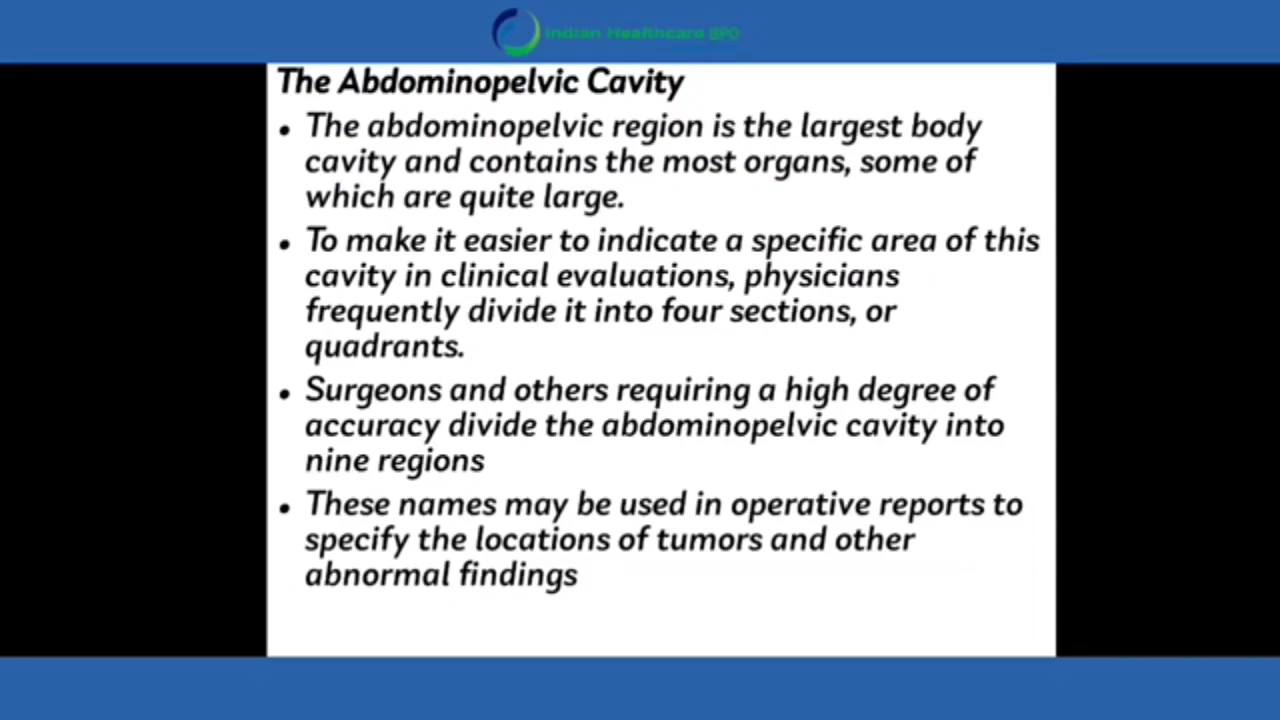 Indian Healthcare BPO
The Abdominopelvic Cavity
• The abdominopelvic region is the largest body
cavity and contains the most organs, some of
which are quite large.
• To make it easier to indicate a specific area of this
cavity in clinical evaluations, physicians
frequently divide it into four sections, or
quadrants.
• Surgeons and others requiring a high degree of
accuracy divide the abdominopelvic cavity into
nine regions
• These names may be used in operative reports to
specify the locations of tumors and other
abnormal findings